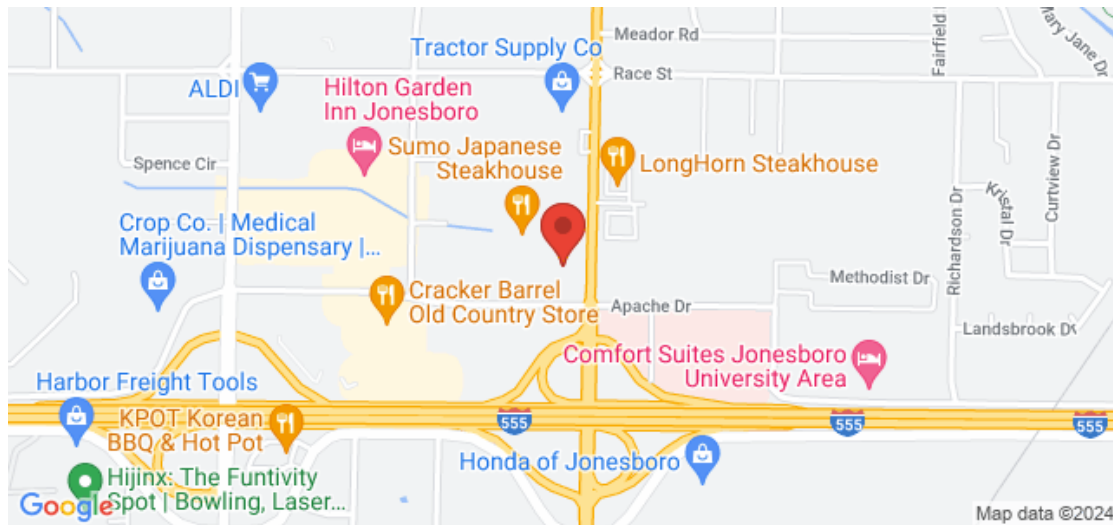 Meador Rd
Fairfield
Mary Jane Dr
Tractor Supply Co
Race St
ALDI
Hilton Garden
Inn Jonesboro
Sumo Japanese
Steakhouse
LongHorn Steakhouse
Spence Cir
Curtview Dr
Kristal Dr
Richardson Dr
Crop Co. | Medical
Marijuana Dispensary |...
Methodist Dr
Cracker Barrel
Old Country Store
Apache Dr
Landsbrook D
Comfort Suites Jonesboro
University Area
Harbor Freight Tools
KPOT Korean
BBQ & Hot Pot
555
555
555
Honda of Jonesboro
Hijinx: The Funtivity
Spot | Bowling, Laser...
Google
Map data ©2024